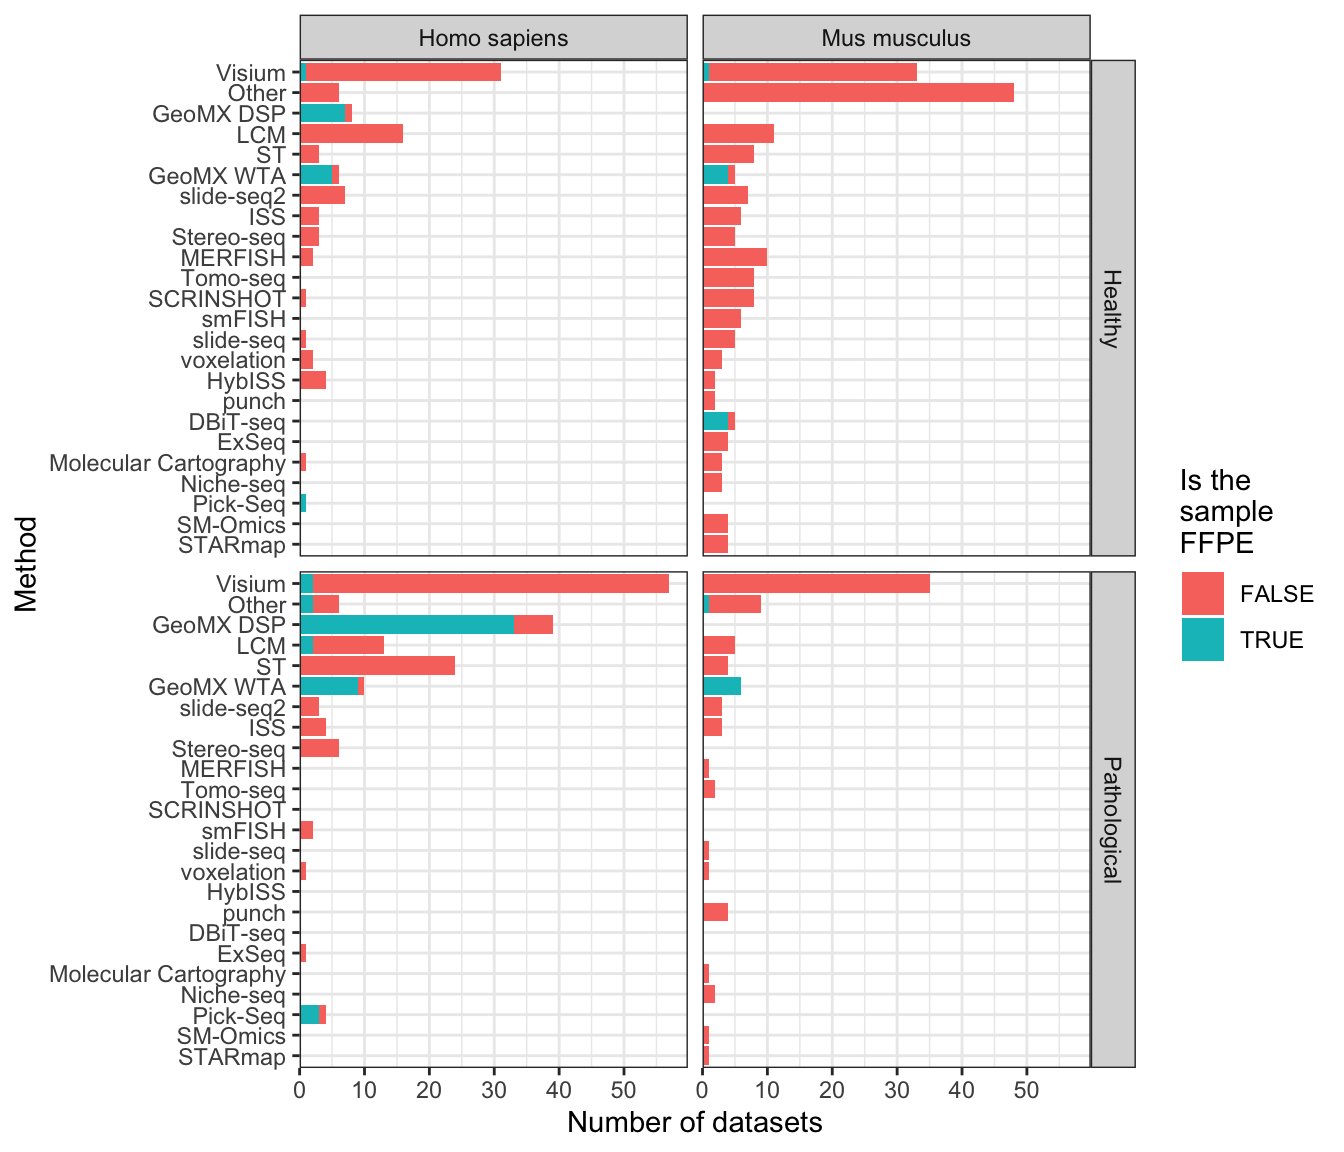 Homo sapiens
Mus musculus
Visium
Other
GeoMX DSP
LCM
ST
GeoMX WTA
slide-seq2
ISS
Stereo-seq
MERFISH
Tomo-seq
SCRINSHOT
smFISH
slide-seq
voxelation
HybISS
punch
DBiT-seq
ExSeq
Molecular Cartography
Niche-seq
Pick-Seq
SM-Omics
STARmap
Healthy
Visium
Other
GeoMX DSP
LCM
ST
GeoMX WTA
slide-seq2
ISS
Stereo-seq
MERFISH
Tomo-seq
SCRINSHOT
smFISH
slide-seq
voxelation
HybISS
punch
DBiT-seq
ExSeq
Molecular Cartography
Niche-seq
Pick-Seq
SM-Omics
STARmap
Pathological
0 10 20 30 40 50
0 10 20 30 40 50
Number of datasets
Method
Is the
sample
FFPE
FALSE
TRUE